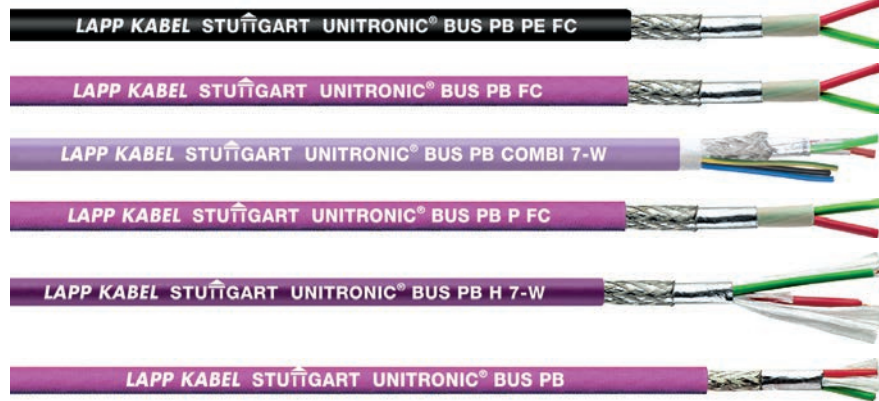 LAPP KABEL STUTTGART UNITRONIC® BUS PB PE FC
LAPP KABEL STUTTGART UNITRONIC® BUS PB FC
LAPP KABEL STUTTGART UNITRONIC® BUS PB COMBI 7-W
LAPP KABEL STUTTGART UNITRONIC® BUS PB P FC
LAPP KABEL STUTTGART UNITRONIC® BUS PB H 7-W
LAPP KABEL STUTTGART UNITRONIC® BUS PB